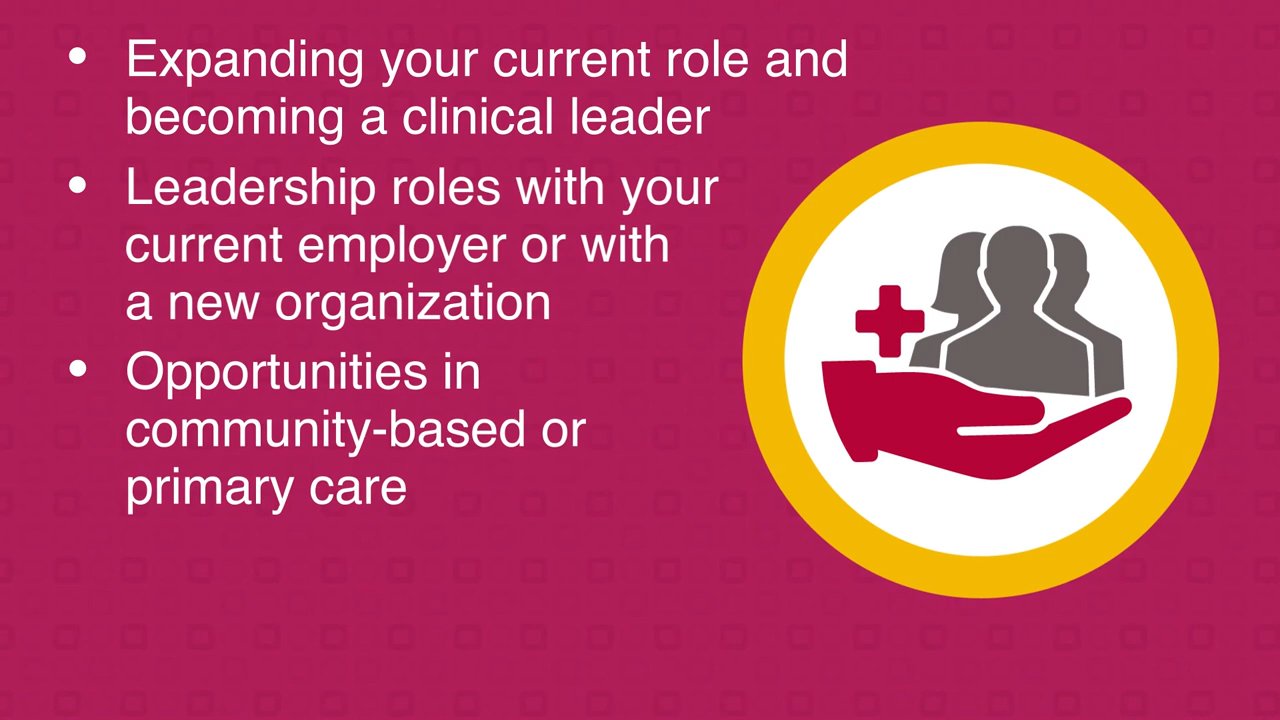 • Expanding your current role and
becoming a clinical leader
• Leadership roles with your
current employer or with
a new organization
• Opportunities in
community-based or
primary care